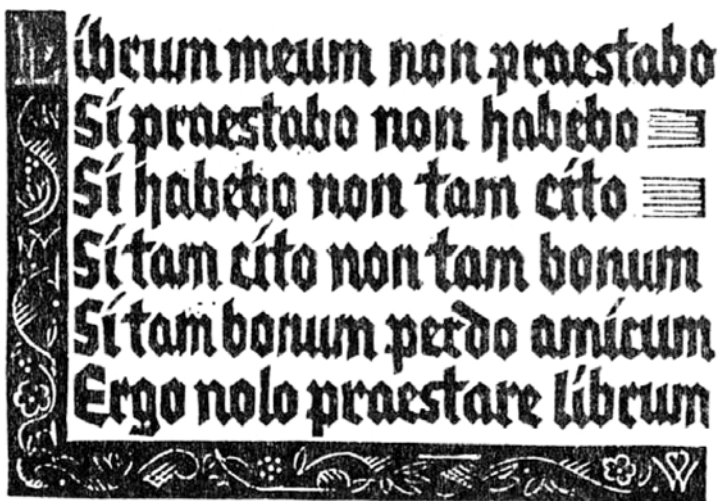 Librum meum non praestabo
Si praestabo non habebo
Si habebo non tam cito
Si tam cito non tam bonum
Si tam bonum perdo amicum
Ergo nolo praestare librum